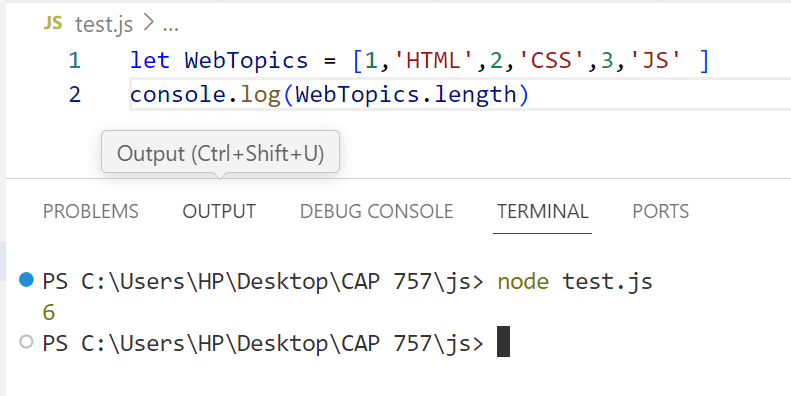 JS test.js > ...
1 let WebTopics = [1,'HTML',2,'CSS',3,'JS' ]
2 console.log(WebTopics.length)
Output (Ctrl+Shift+U)
PROBLEMS OUTPUT DEBUG CONSOLE TERMINAL PORTS
PS C:\Users\HP\Desktop\CAP 757\js> node test.js
6
PS C:\Users\HP\Desktop\CAP 757\js>